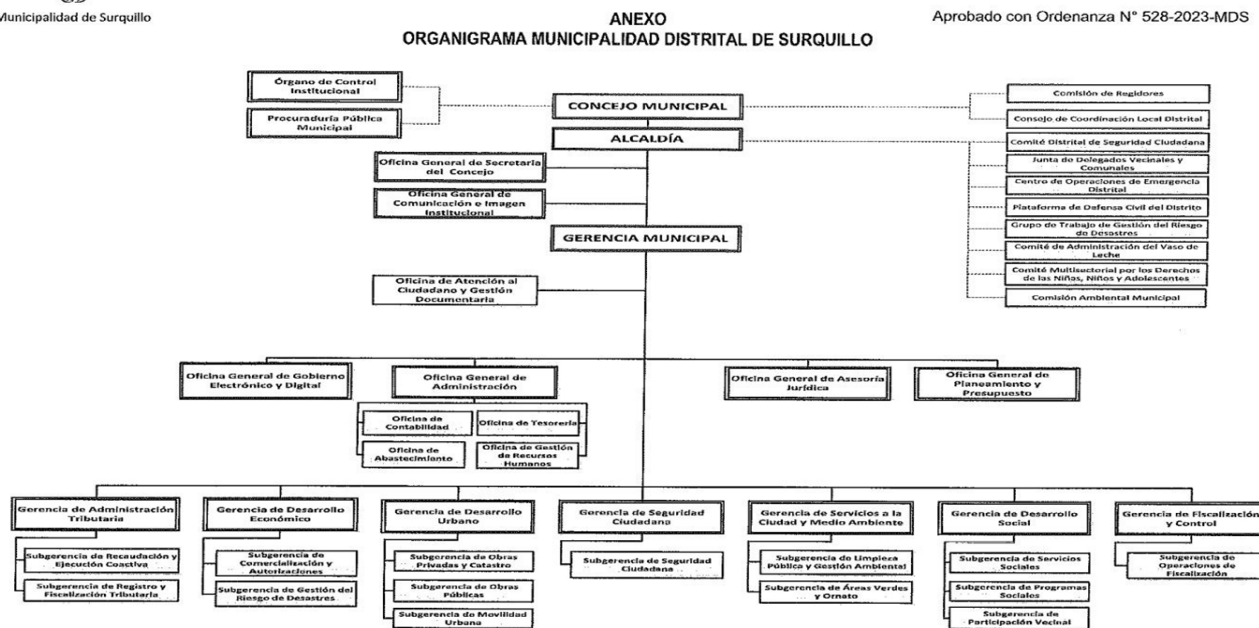 Municipalidad de Surquillo
Aprobado con Ordenanza N° 528-2023-MDS
ANEXO
ORGANIGRAMA MUNICIPALIDAD DISTRITAL DE SURQUILLO
Órgano de Control
Institucional
Procuraduría Pública
Municipal
CONCEJO MUNICIPAL
Comisión de Regidores
Consejo de Coordinación Local Distrital
ALCALDÍA
Comité Distrital de Seguridad Ciudadana
Junta de Delegados Vecinales y
Comunales
Centro de Operaciones de Emergencia
Distrital
Plataforma de Defensa Civil del Distrito
Grupo de Trabajo de Gestión del Riesgo
de Desastres
Comité de Administración del Vaso de
Leche
Comité Multisectorial por los Derechos
de las Niñas, Niños y Adolescentes
Comisión Ambiental Municipal
Oficina General de Secretaria
del Concejo
Oficina General de
Comunicación e Imagen
Institucional
GERENCIA MUNICIPAL
Oficina de Atención al
Ciudadano y Gestión
Documentaria
Oficina General de Gobierno
Electrónico y Digital
Oficina General de
Administración
Oficina General de Asesoría
Jurídica
Oficina General de
Planeamiento y
Presupuesto
Oficina de
Contabilidad
Oficina de Tesorería
Oficina de
Abastecimiento
Oficina de Gestión
de Recursos
Humanos
Gerencia de Administración
Tributaria
Subgerencia de Recaudación y
Ejecución Coactiva
Subgerencia de Registro y
Fiscalización Tributaria
Gerencia de Desarrollo
Económico
Subgerencia de
Comercialización y
Autorizaciones
Subgerencia de Gestión del
Riesgo de Desastres
Gerencia de Desarrollo
Urbano
Subgerencia de Obras
Privadas y Catastro
Subgerencia de Obras
Públicas
Subgerencia de Movilidad
Urbana
Gerencia de Seguridad
Ciudadana
Subgerencia de Seguridad
Ciudadana
Gerencia de Servicios a la
Ciudad y Medio Ambiente
Subgerencia de Limpieza
Pública y Gestión Ambiental
Subgerencia de Áreas Verdes
y Ornato
Gerencia de Desarrollo
Social
Subgerencia de Servicios
Sociales
Subgerencia de Programas
Sociales
Subgerencia de
Participación Vecinal
Gerencia de Fiscalización
y Control
Subgerencia de
Operaciones de
Fiscalización